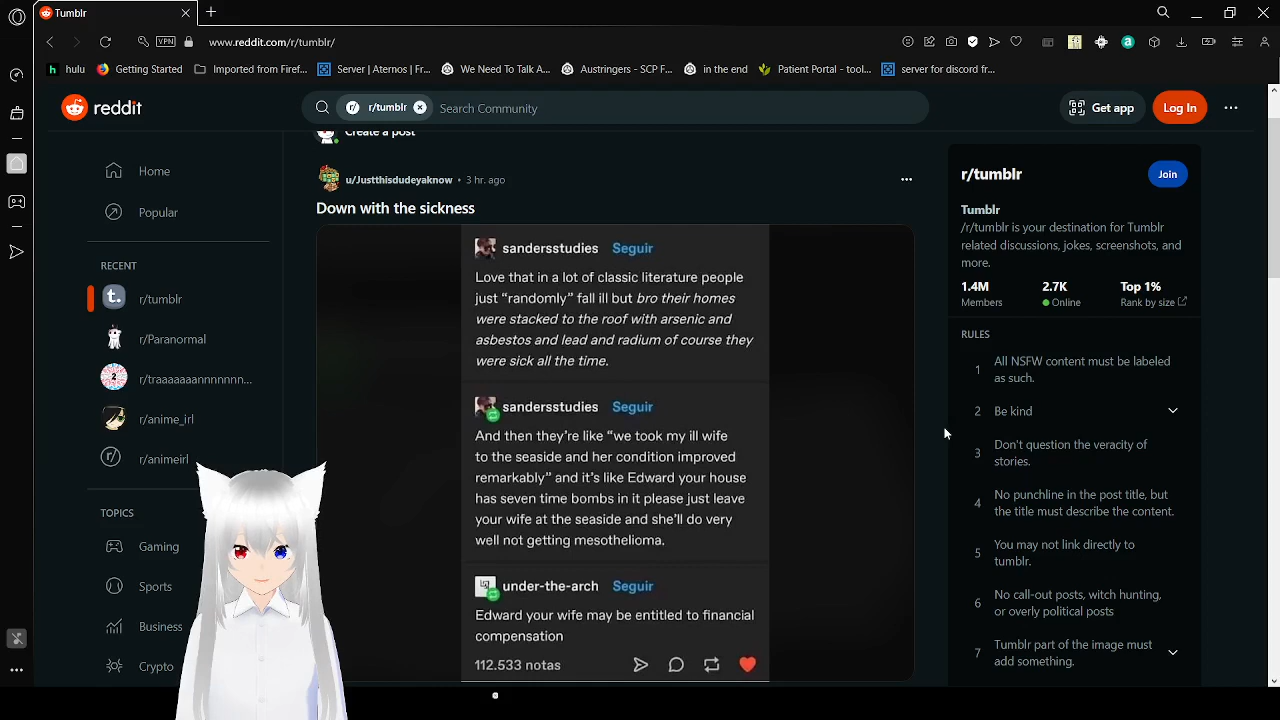 Tumblr
VPN
www.reddit.com/r/tumblr/
hulu
Getting Started
Imported from Firef...
Server | Aternos | Fr...
We Need To Talk A...
Austringers - SCP F...
in the end
Patient Portal - tool...
server for discord fr...
reddit
r/tumblr
Search Community
Get app
Log In
Create a post
Home
Popular
RECENT
r/tumblr
r/Paranormal
r/traaaaaaannnnnnn...
r/anime_irl
r/animeirl
TOPICS
Gaming
Sports
Business
Crypto
u/Justthisdudeyaknow • 3 hr. ago
Down with the sickness
sandersstudies Seguir
Love that in a lot of classic literature people
just “randomly” fall ill but bro their homes
were stacked to the roof with arsenic and
asbestos and lead and radium of course they
were sick all the time.
sandersstudies Seguir
And then they’re like “we took my ill wife
to the seaside and her condition improved
remarkably” and it’s like Edward your house
has seven time bombs in it please just leave
your wife at the seaside and she’ll do very
well not getting mesothelioma.
under-the-arch Seguir
Edward your wife may be entitled to financial
compensation
112.533 notas
r/tumblr
Join
Tumblr
/r/tumblr is your destination for Tumblr
related discussions, jokes, screenshots, and
more.
1.4M 2.7K Top 1%
Members Online Rank by size
RULES
1 All NSFW content must be labeled
as such.
2 Be kind
3 Don't question the veracity of
stories.
4 No punchline in the post title, but
the title must describe the content.
5 You may not link directly to
tumblr.
6 No call-out posts, witch hunting,
or overly political posts
7 Tumblr part of the image must
add something.